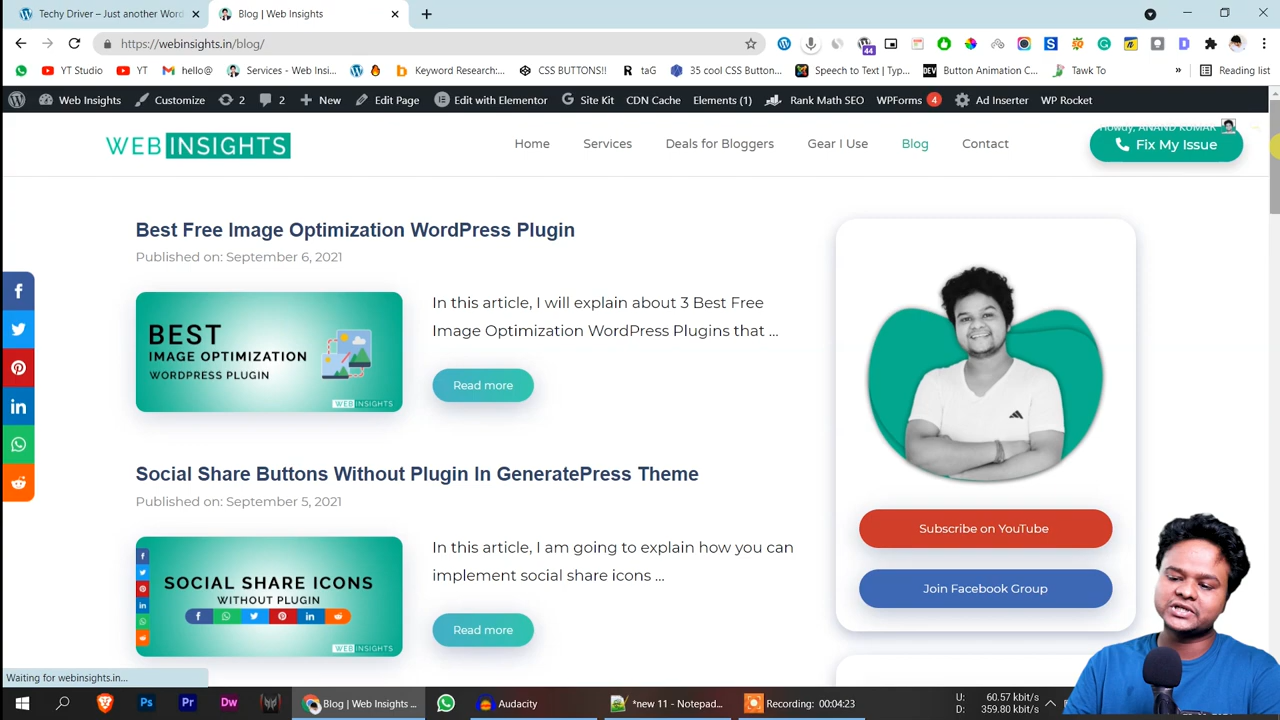 Techy Driver – Just another Wor
Blog | Web Insights
https://webinsights.in/blog/
44
YT Studio
YT
hello@
Services - Web Insi...
Keyword Research:...
CSS BUTTONS!!
R taG
35 cool CSS Button...
Speech to Text | Typ...
DEV Button Animation C...
Tawk To
»
Reading list
Web Insights
Customize
2
2
New
Edit Page
Edit with Elementor
Site Kit
CDN Cache
Elements (1)
Rank Math SEO
WPForms 4
Ad Inserter
WP Rocket
Howdy, ANAND KUMAR
WEB INSIGHTS
Home
Services
Deals for Bloggers
Gear I Use
Blog
Contact
Fix My Issue
Best Free Image Optimization WordPress Plugin
Published on: September 6, 2021
BEST
IMAGE OPTIMIZATION
WORDPRESS PLUGIN
WEB INSIGHTS
In this article, I will explain about 3 Best Free
Image Optimization WordPress Plugins that ...
Read more
Social Share Buttons Without Plugin In GeneratePress Theme
Published on: September 5, 2021
SOCIAL SHARE ICONS
WITHOUT PLUGIN
WEB INSIGHTS
In this article, I am going to explain how you can
implement social share icons ...
Read more
Subscribe on YouTube
Join Facebook Group
Waiting for webinsights.in...
Ps
Pr
Dw
Blog | Web Insights ...
Audacity
*new 11 - Notepad...
Recording: 00:04:23
U: 60.57 kbit/s
D: 359.80 kbit/s